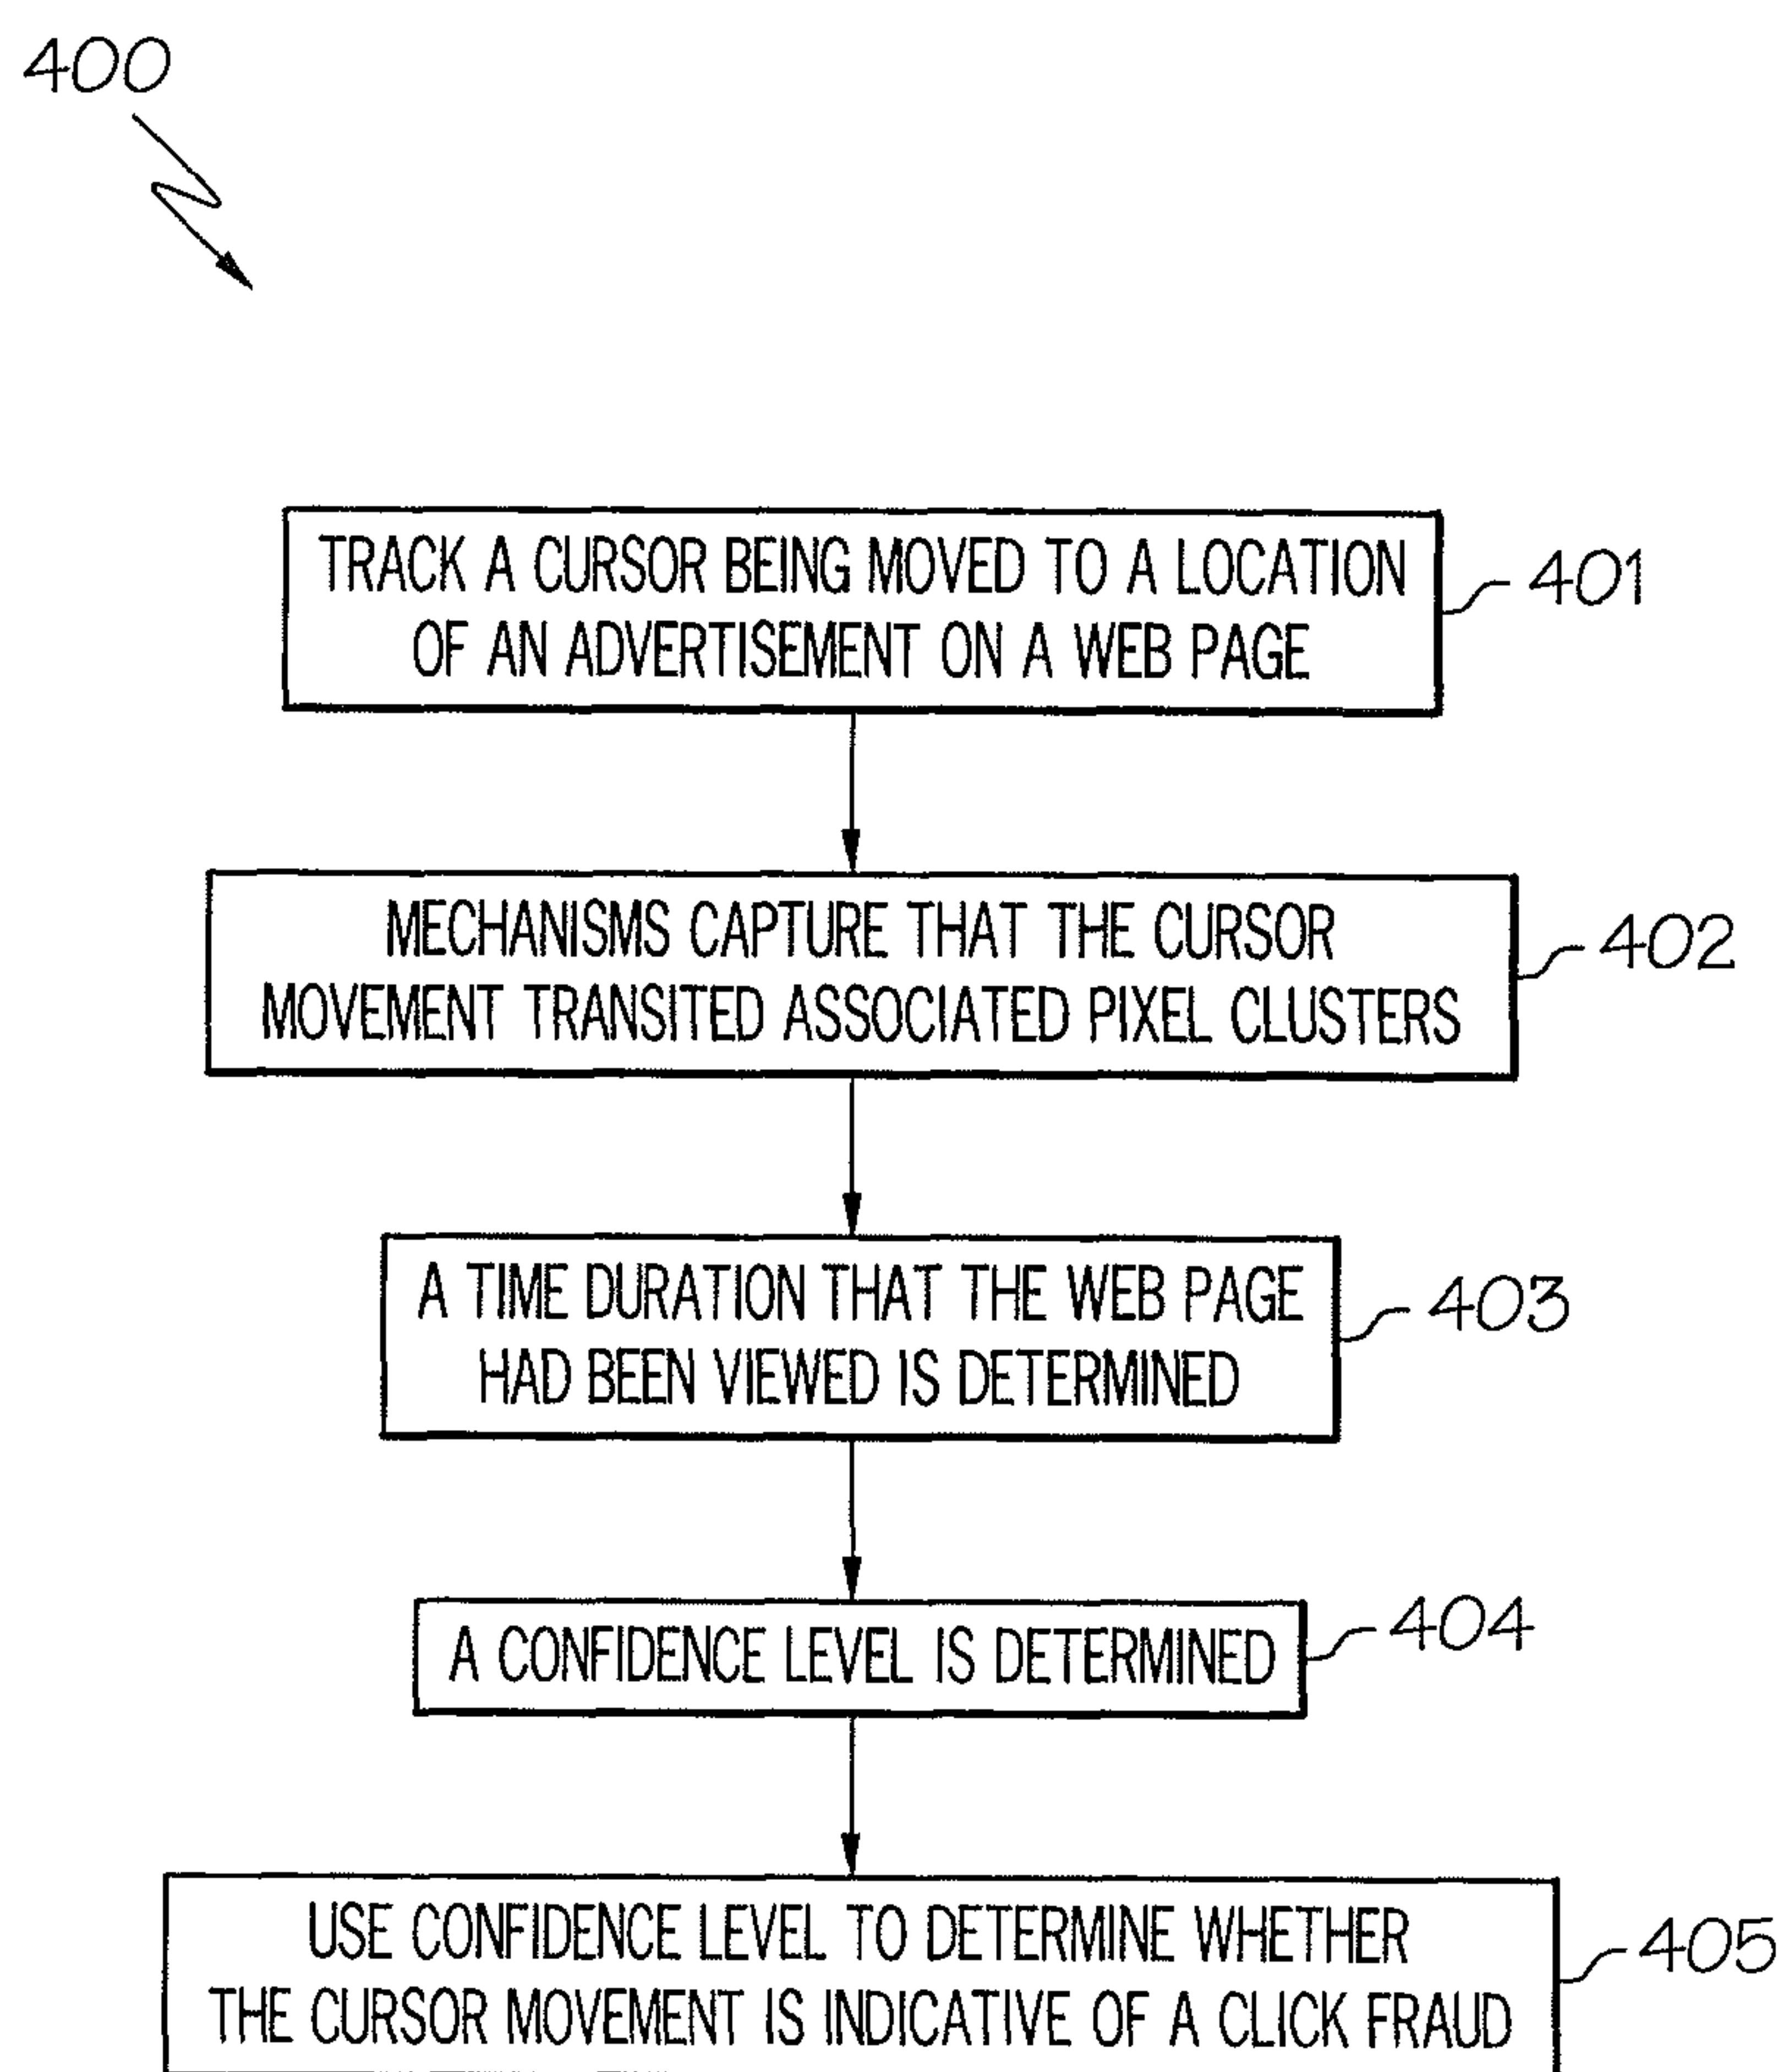 400
TRACK A CURSOR BEING MOVED TO A LOCATION
OF AN ADVERTISEMENT ON A WEB PAGE
401
MECHANISMS CAPTURE THAT THE CURSOR
MOVEMENT TRANSITED ASSOCIATED PIXEL CLUSTERS
402
A TIME DURATION THAT THE WEB PAGE
HAD BEEN VIEWED IS DETERMINED
403
A CONFIDENCE LEVEL IS DETERMINED
404
USE CONFIDENCE LEVEL TO DETERMINE WHETHER
THE CURSOR MOVEMENT IS INDICATIVE OF A CLICK FRAUD
405